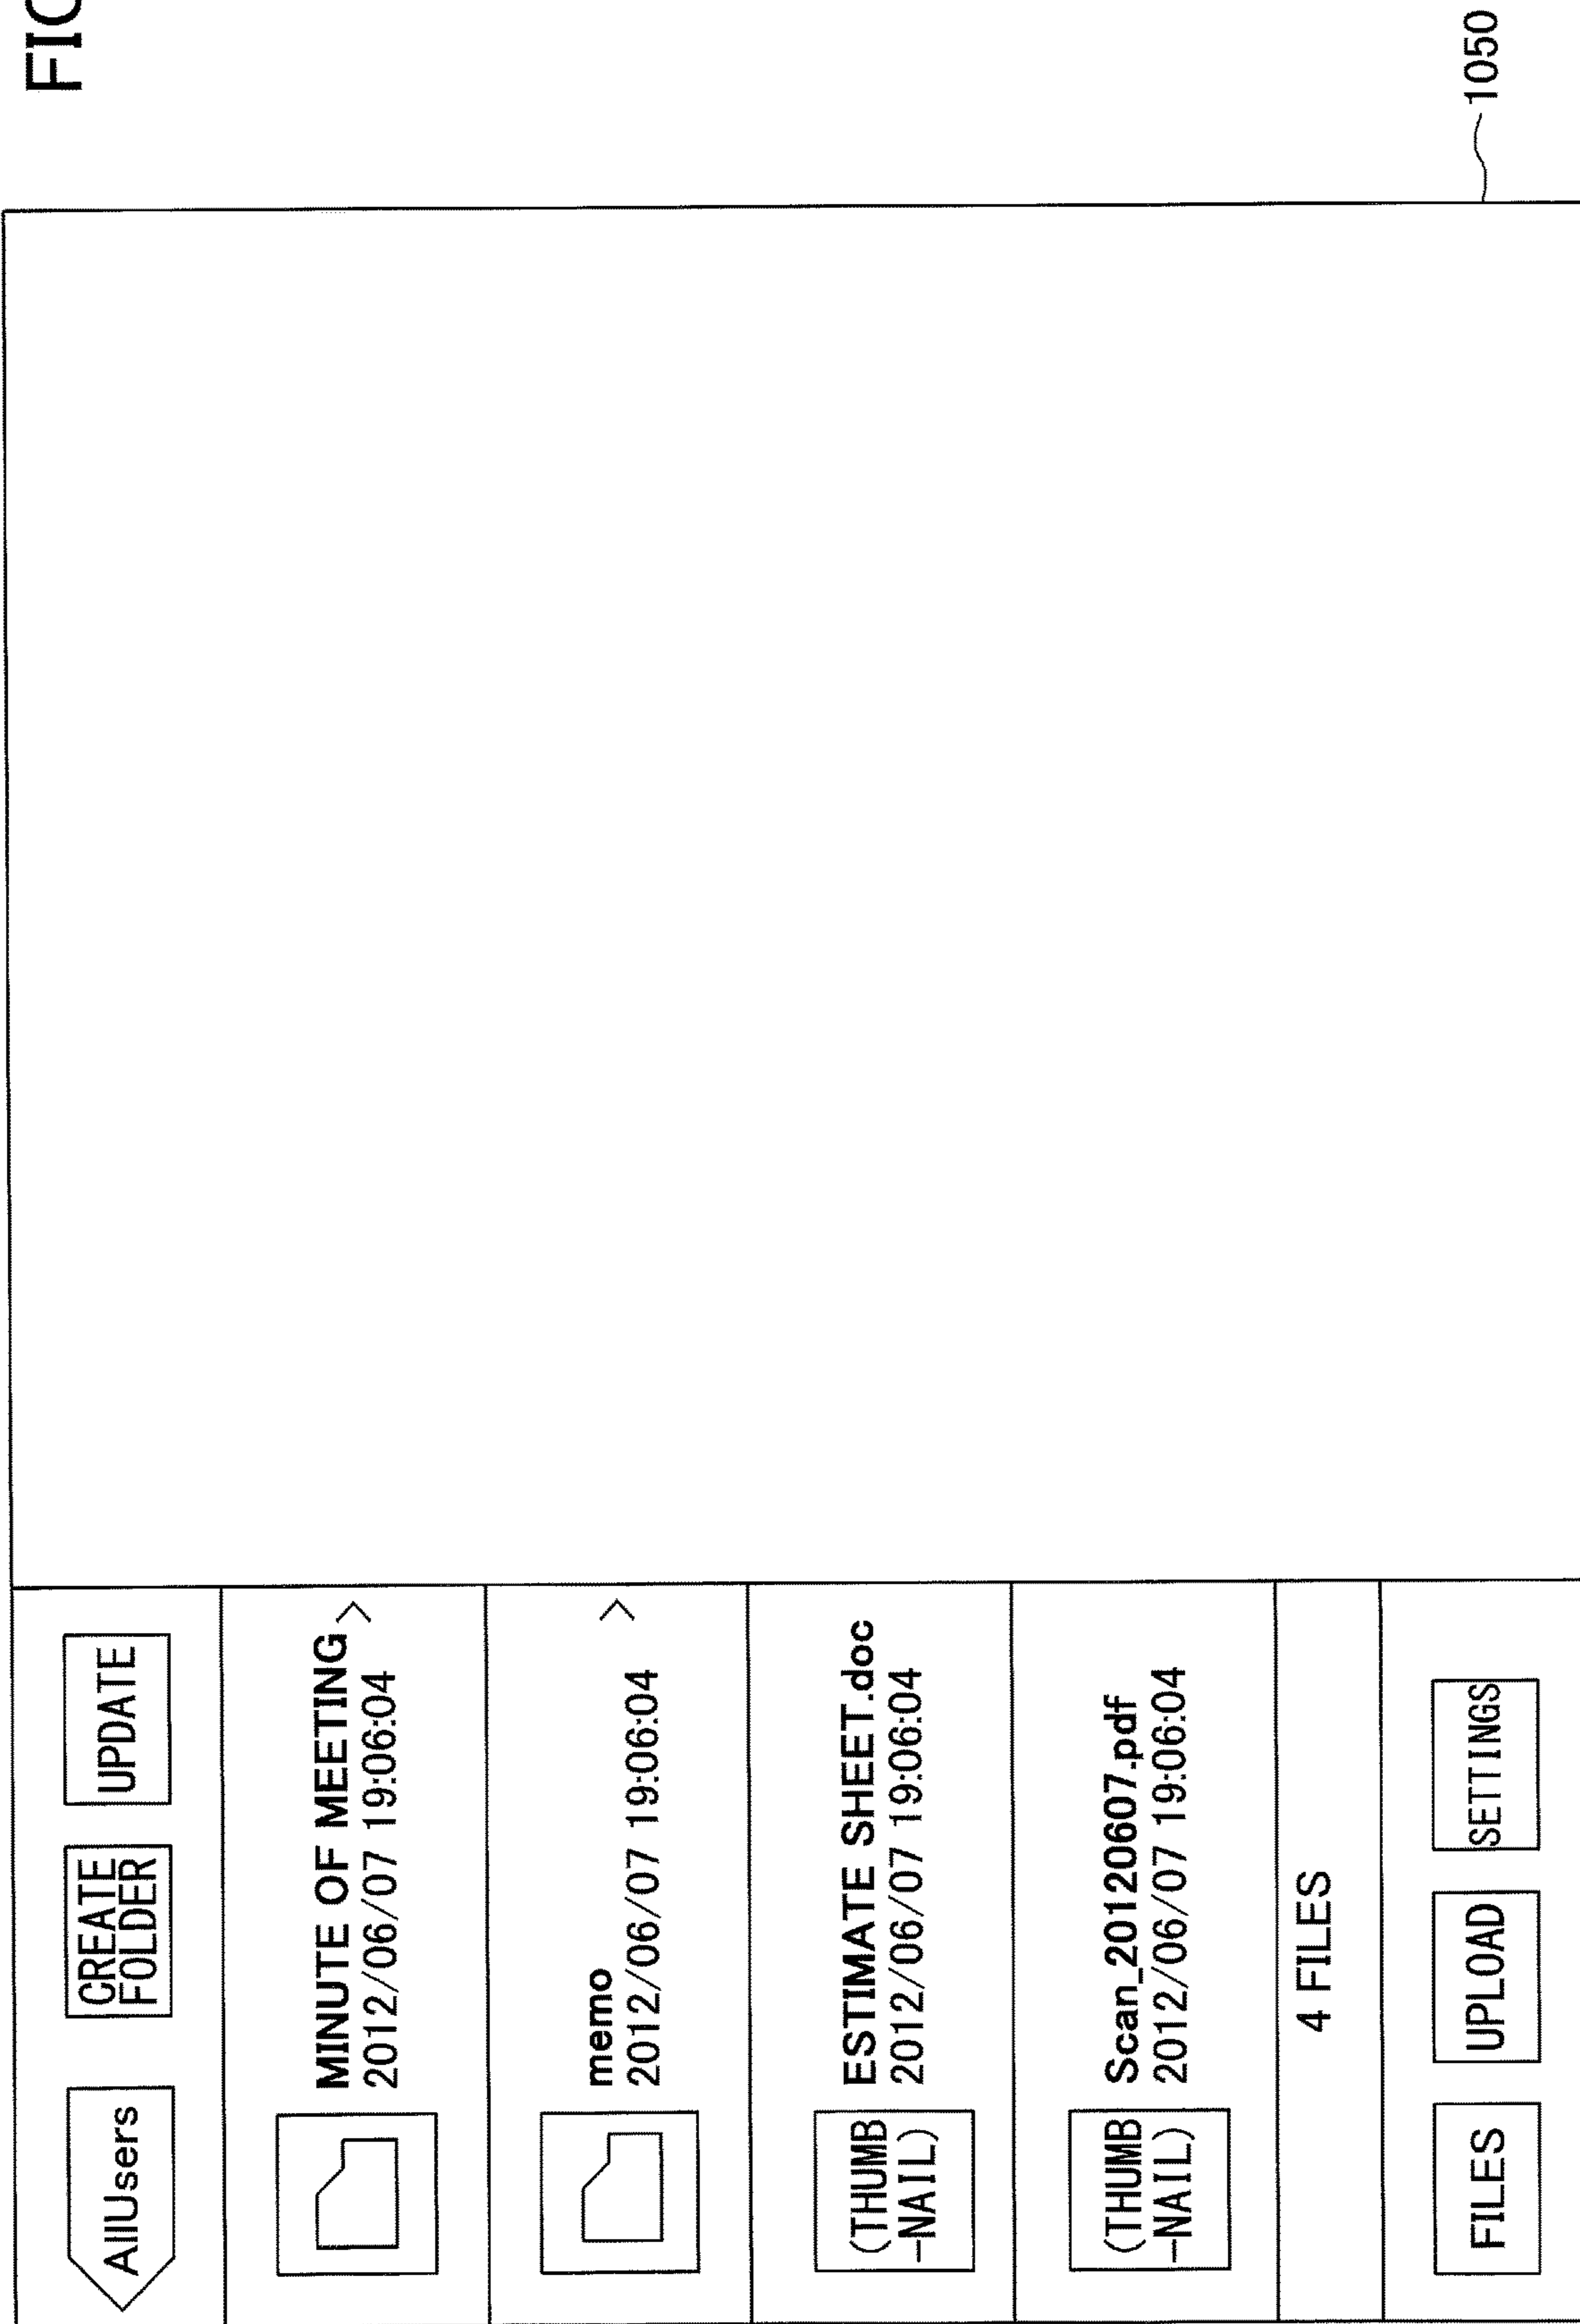 FIG
AllUsers
CREATE
FOLDER
UPDATE
MINUTE OF MEETING >
2012/06/07 19:06:04
memo >
2012/06/07 19:06:04
(THUMB
-NAIL)
ESTIMATE SHEET.doc
2012/06/07 19:06:04
(THUMB
-NAIL)
Scan_20120607.pdf
2012/06/07 19:06:04
4 FILES
FILES
UPLOAD
SETTINGS
1050